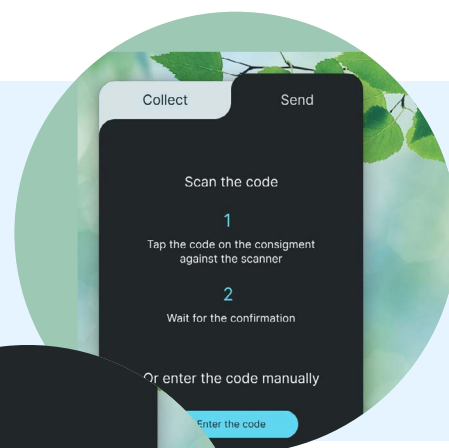 Collect
Send
Scan the code
1
Tap the code on the consigment
against the scanner
2
Wait for the confirmation
Or enter the code manually
Enter the code